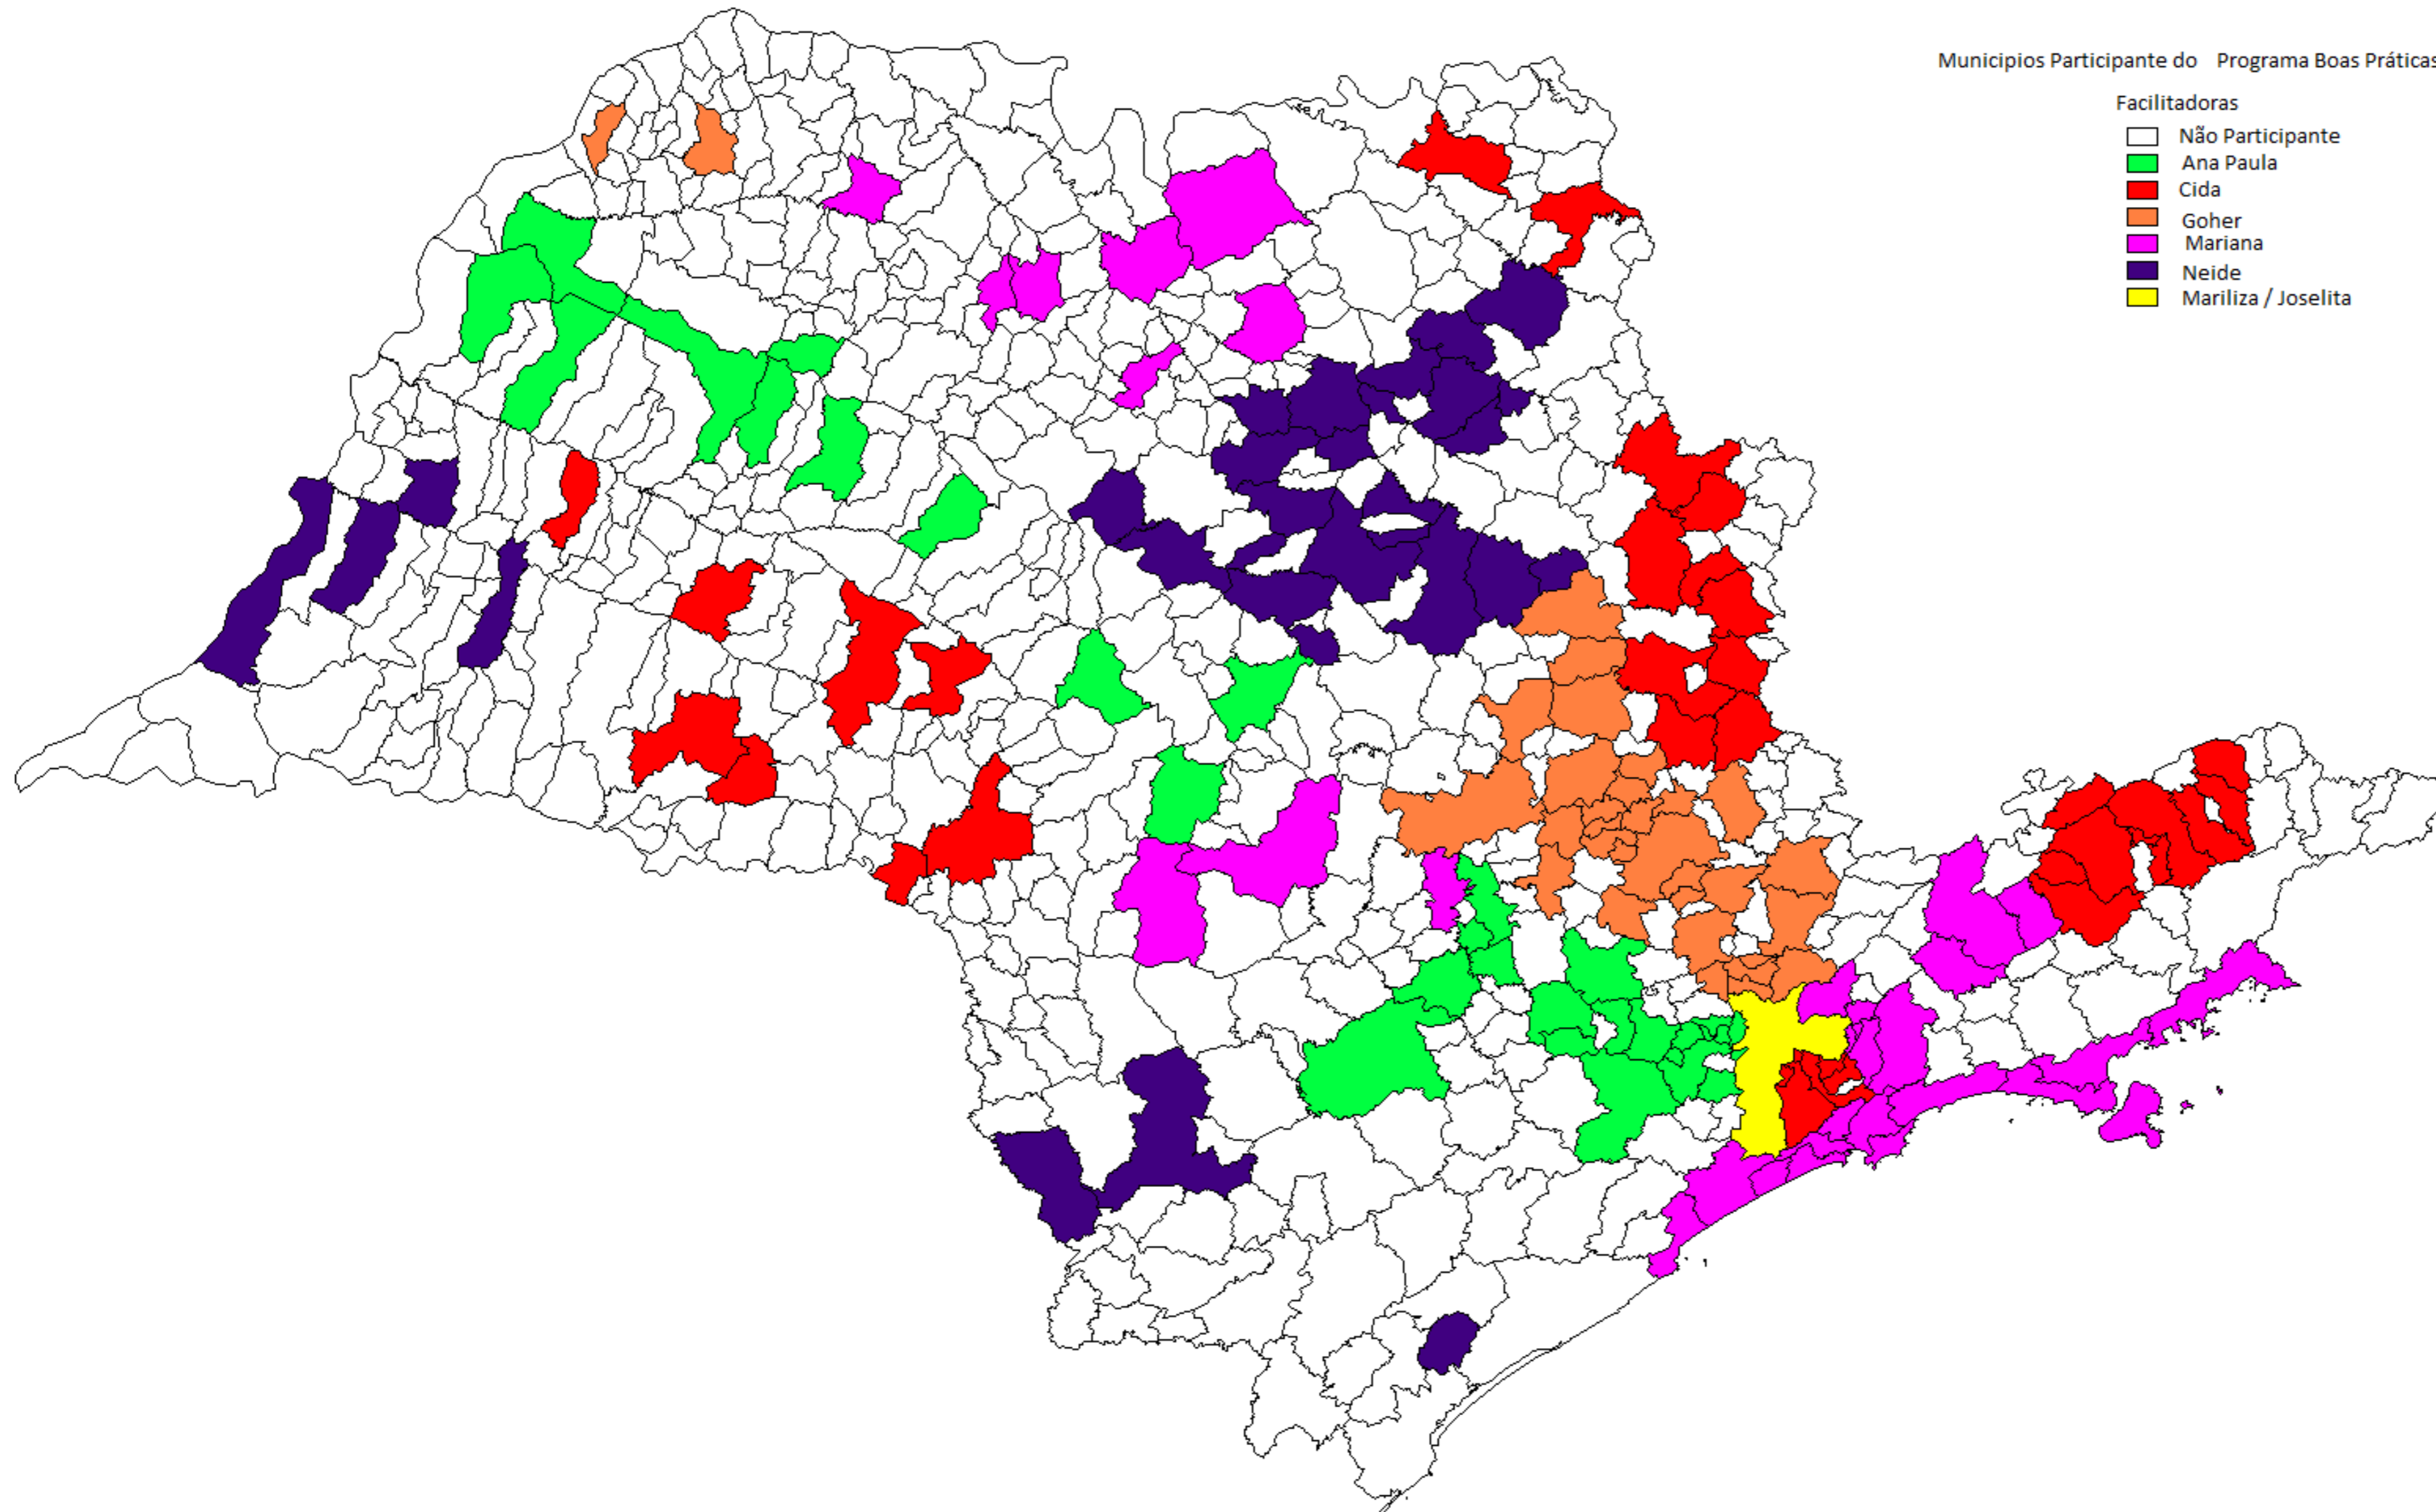 Municipios Participante do Programa Boas Práticas
Facilitadoras
Não Participante
Ana Paula
Cida
Goher
Mariana
Neide
Mariliza / Joselita